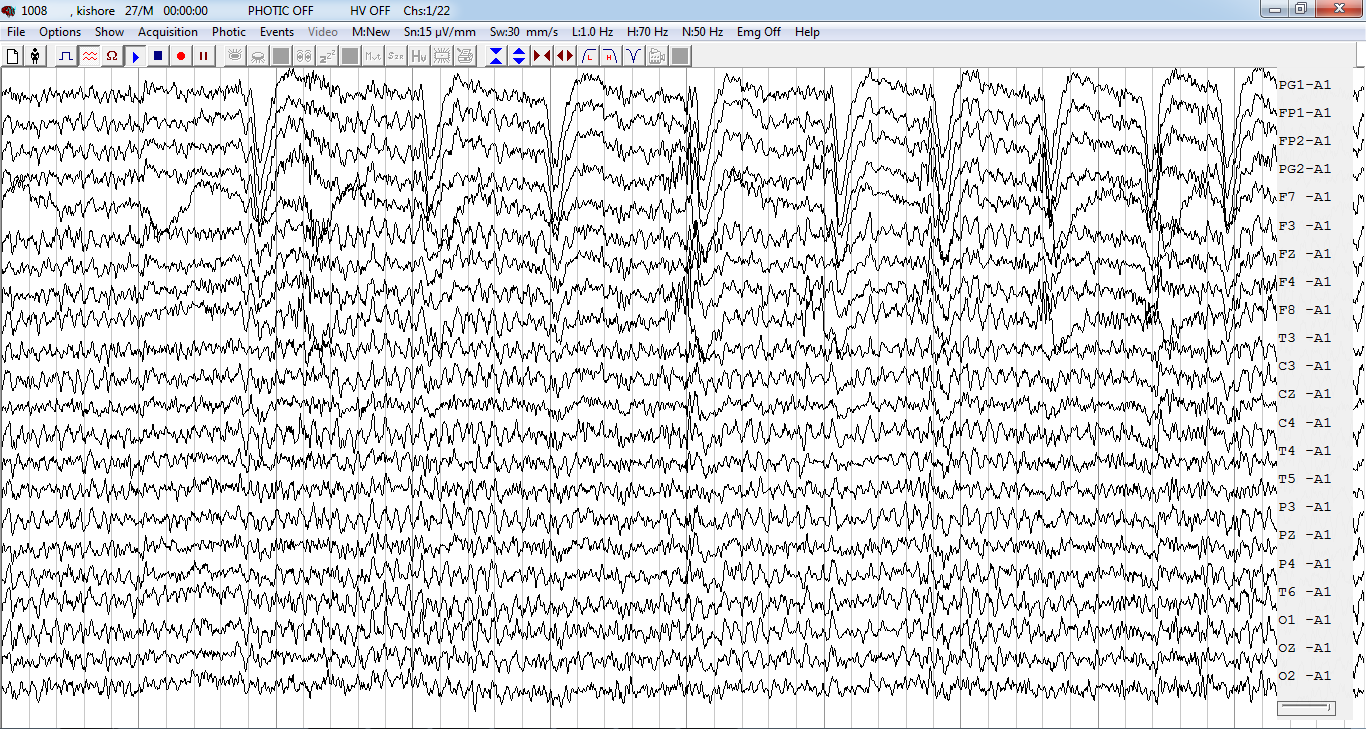 1008 , kishore 27/M 00:00:00 PHOTIC OFF HV OFF Chs:1/22
File Options Show Acquisition Photic Events Video M:New Sn:15 µV/mm Sw:30 mm/s L:1.0 Hz H:70 Hz N:50 Hz Emg Off Help
PG1-A1
FP1-A1
FP2-A1
PG2-A1
F7 -A1
F3 -A1
FZ -A1
F4 -A1
F8 -A1
T3 -A1
C3 -A1
CZ -A1
C4 -A1
T4 -A1
T5 -A1
P3 -A1
PZ -A1
P4 -A1
T6 -A1
O1 -A1
OZ -A1
O2 -A1